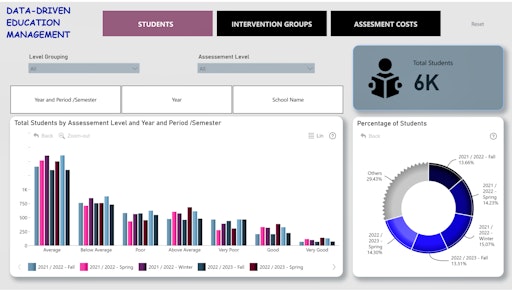 DATA-DRIVEN
EDUCATION
MANAGEMENT
STUDENTS
INTERVENTION GROUPS
ASSESMENT COSTS
Reset
Level Grouping
All
Assessement Level
All
Total Students
6K
Year and Period /Semester
Year
School Name
Total Students by Assessement Level and Year and Period /Semester
Back
Zoom-out
Lin
?
1K
750
500
250
0
Average
Below Average
Poor
Above Average
Very Poor
Good
Very Good
2021 / 2022 - Fall
2021 / 2022 - Spring
2021 / 2022 - Winter
2022 / 2023 - Fall
2022 / 2023 - Spring
Percentage of Students
Back
?
Others
29.43%
2021 / 2022 - Fall
13.66%
2021 /
2022 -
Spring
14.23%
2021 /
2022 -
Winter
15.07%
2022 / 2023 - Fall
13.31%
2022 /
2023 -
Spring
14.30%